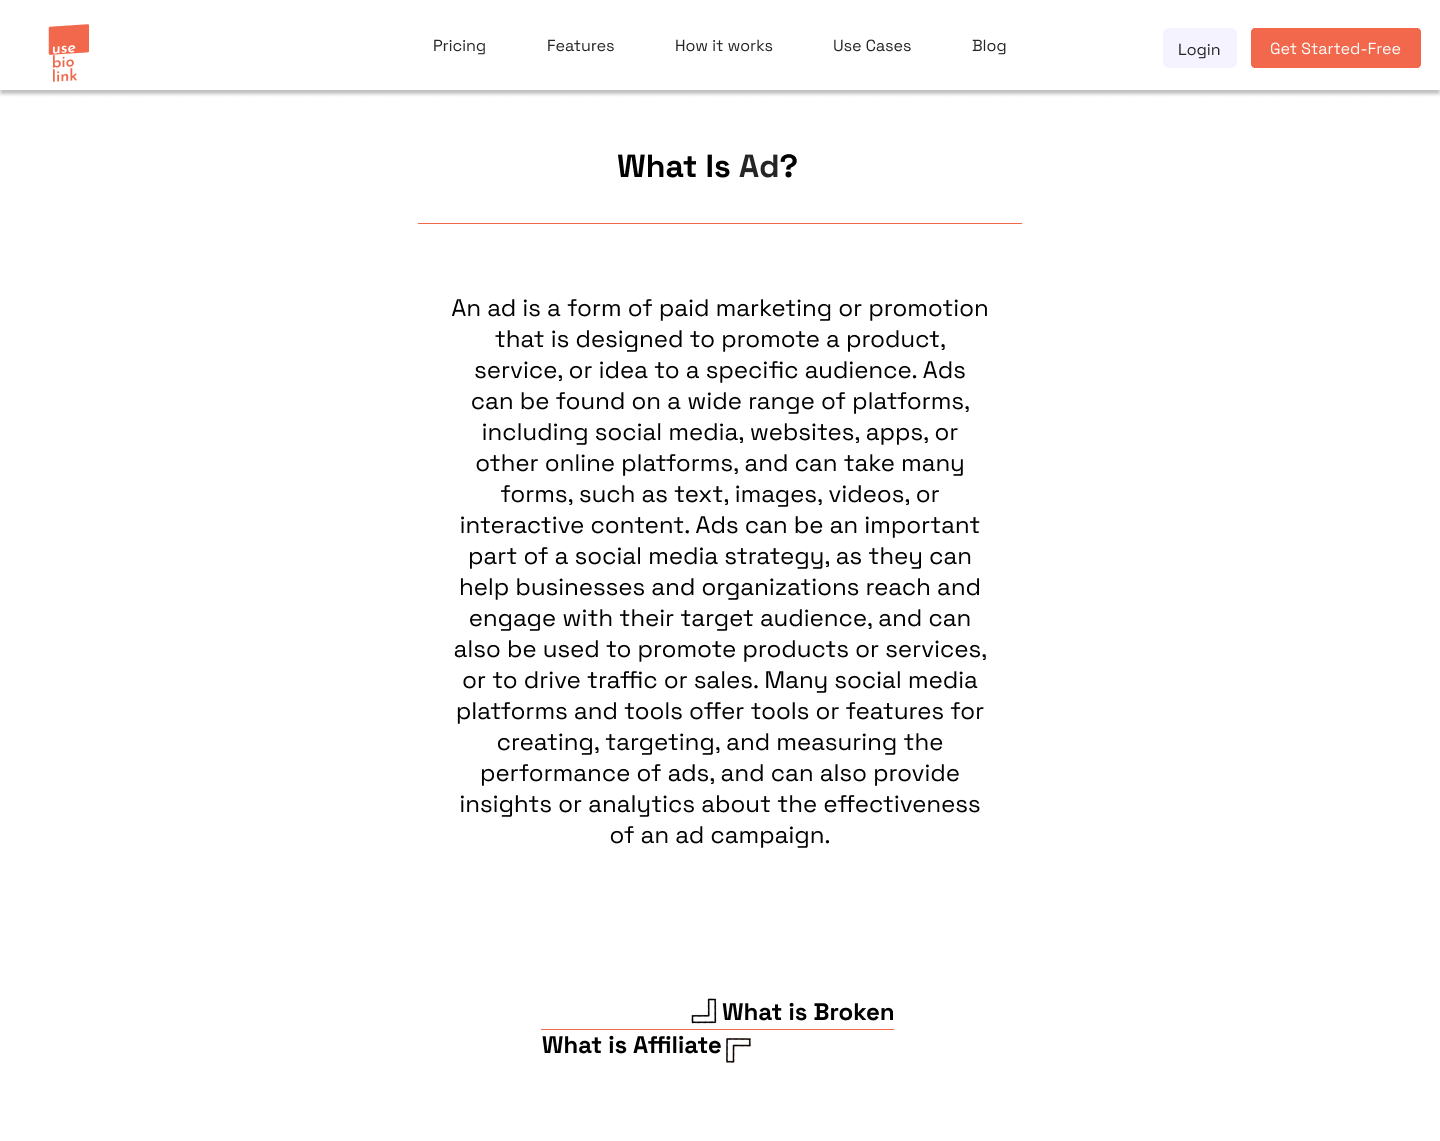 use
bio
link
Pricing
Features
How it works
Use Cases
Blog
Login
Get Started-Free
What Is Ad?
An ad is a form of paid marketing or promotion
that is designed to promote a product,
service, or idea to a specific audience. Ads
can be found on a wide range of platforms,
including social media, websites, apps, or
other online platforms, and can take many
forms, such as text, images, videos, or
interactive content. Ads can be an important
part of a social media strategy, as they can
help businesses and organizations reach and
engage with their target audience, and can
also be used to promote products or services,
or to drive traffic or sales. Many social media
platforms and tools offer tools or features for
creating, targeting, and measuring the
performance of ads, and can also provide
insights or analytics about the effectiveness
of an ad campaign.
What is Broken
What is Affiliate